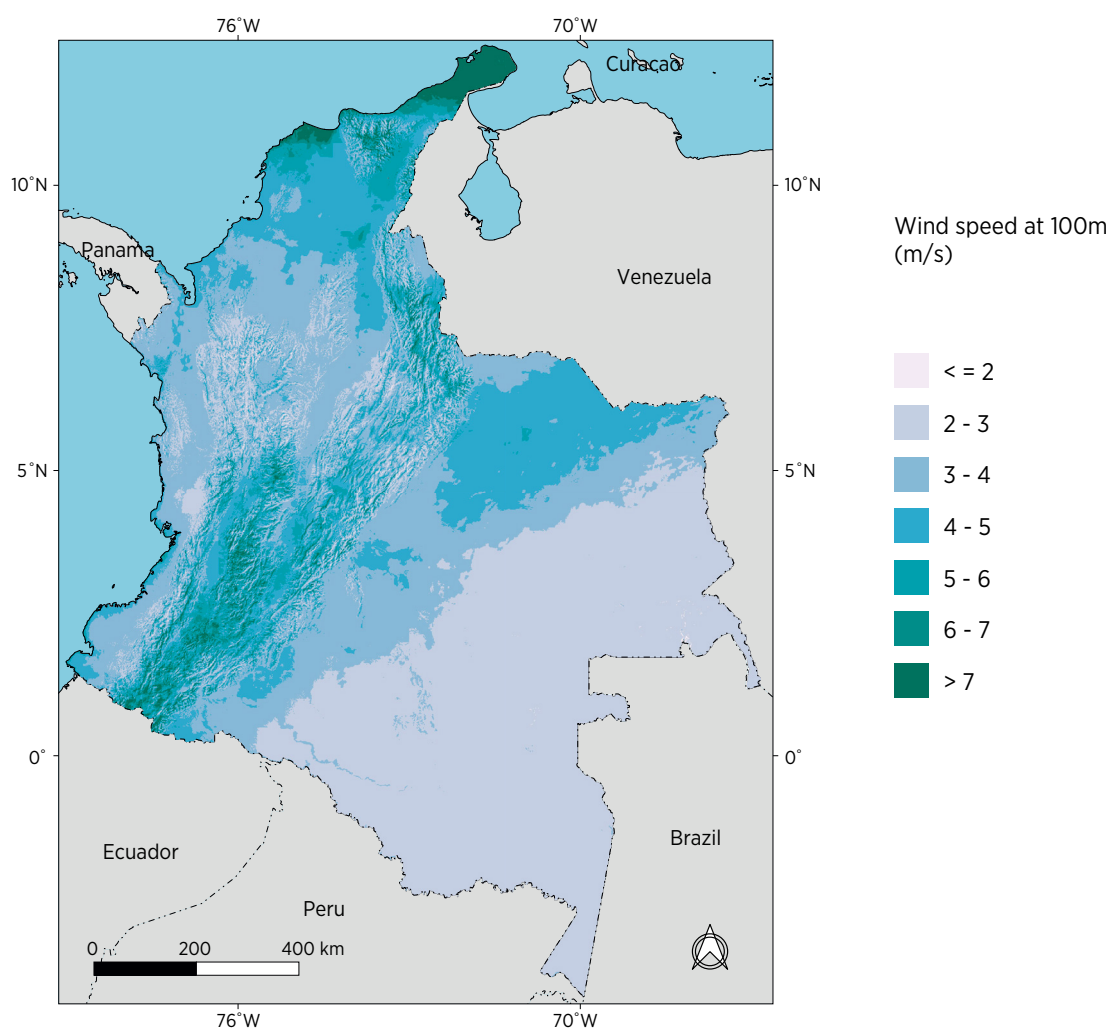 76°W 70°W
Curacao
10°N 10°N
Panama
Venezuela
Wind speed at 100m
(m/s)
< = 2
2 - 3
3 - 4
4 - 5
5 - 6
6 - 7
> 7
5°N 5°N
0° 0°
Ecuador
Brazil
Peru
0 200 400 km
76°W 70°W